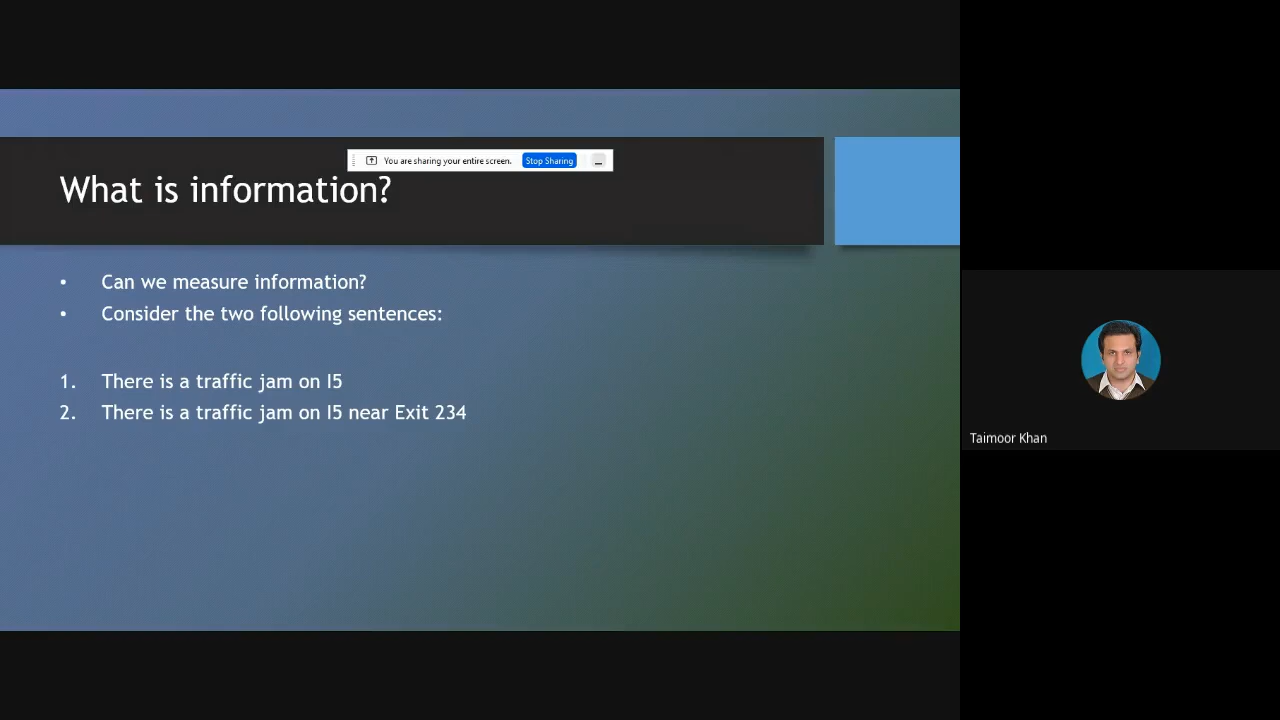 You are sharing your entire screen. Stop Sharing
What is information?
• Can we measure information?
• Consider the two following sentences:
1. There is a traffic jam on I5
2. There is a traffic jam on I5 near Exit 234
Taimoor Khan